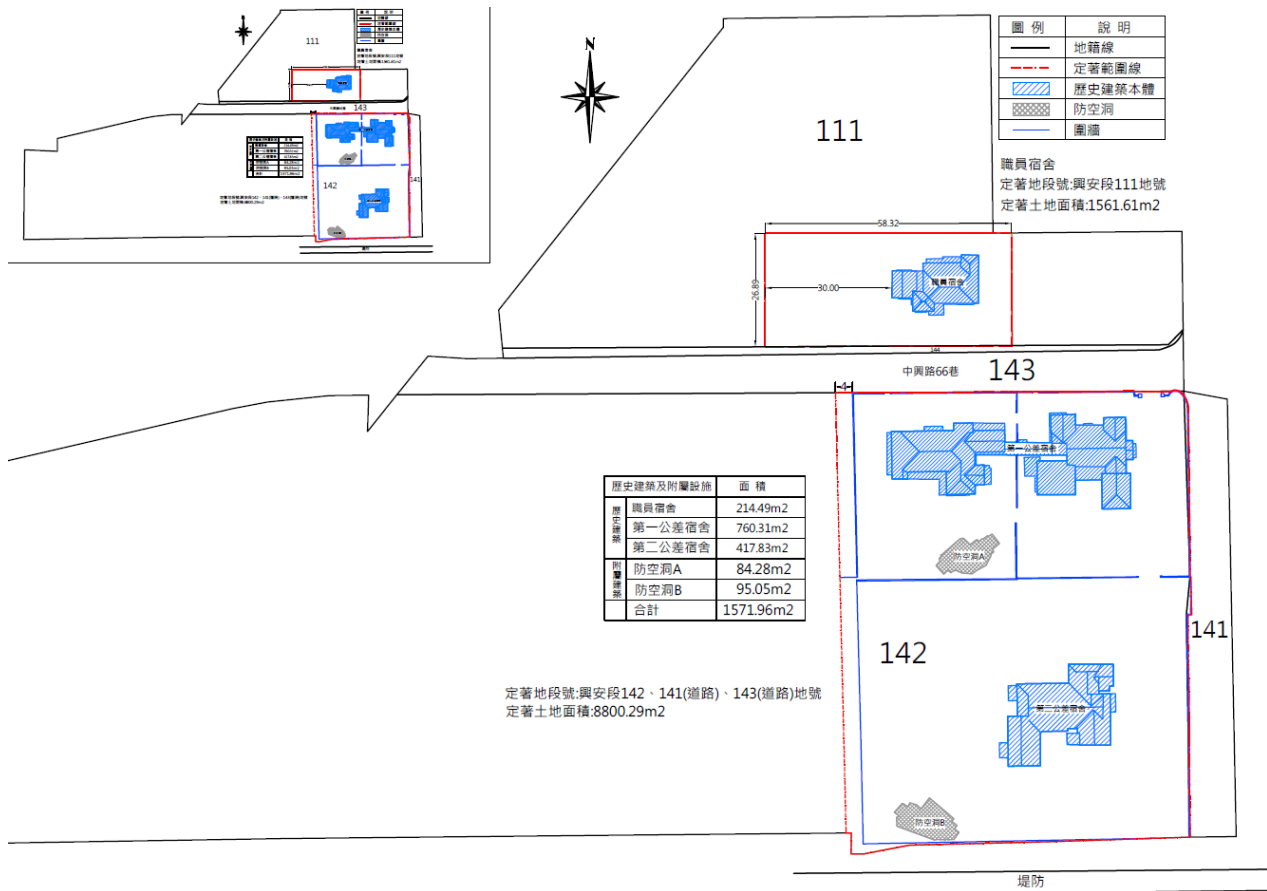 111
143
142
141
N
圖 例 說 明
地籍線
定著範圍線
歷史建築本體
防空洞
圍牆
111
職員宿舍
定著地段號:興安段111地號
定著土地面積:1561.61m2
58.32
26.89
30.00
職員宿舍
144
中興路66巷
143
4
第一公差宿舍
防空洞A
歷史建築及附屬設施 面 積
歷史建築
職員宿舍 214.49m2
第一公差宿舍 760.31m2
第二公差宿舍 417.83m2
附屬建築
防空洞A 84.28m2
防空洞B 95.05m2
合計 1571.96m2
142
141
定著地段號:興安段142、141(道路)、143(道路)地號
定著土地面積:8800.29m2
第二公差宿舍
防空洞B
堤防